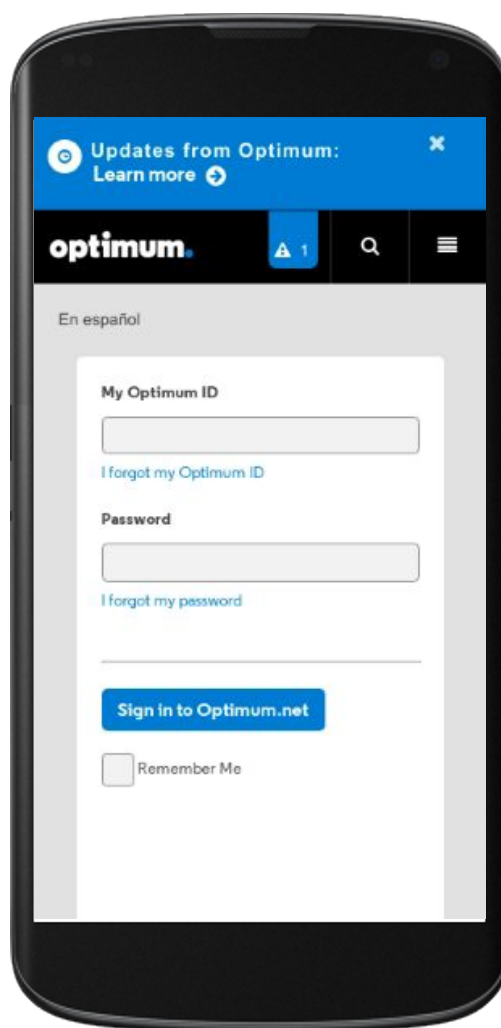 Updates from Optimum:
Learn more
optimum.
1
En español
My Optimum ID
I forgot my Optimum ID
Password
I forgot my password
Sign in to Optimum.net
Remember Me